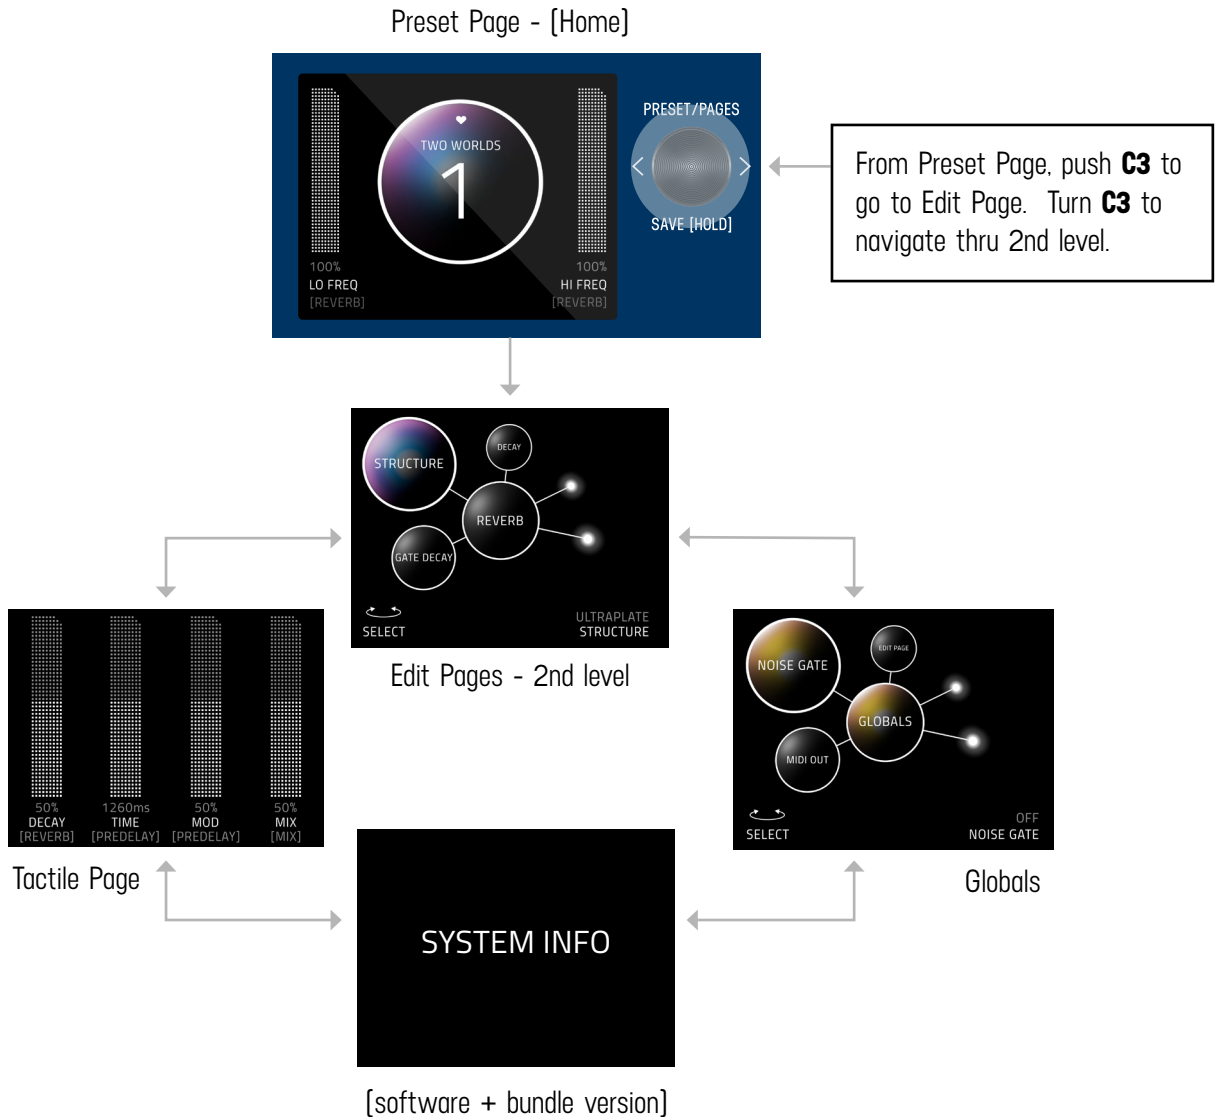 Preset Page - [Home]
TWO WORLDS
1
100%
LO FREQ
[REVERB]
100%
HI FREQ
[REVERB]
PRESET/PAGES
< >
SAVE [HOLD]
From Preset Page, push C3 to
go to Edit Page. Turn C3 to
navigate thru 2nd level.
STRUCTURE
DECAY
REVERB
GATE DECAY
SELECT
ULTRAPLATE
STRUCTURE
Edit Pages - 2nd level
50%
DECAY
[REVERB]
1260ms
TIME
[PREDELAY]
50%
MOD
[PREDELAY]
50%
MIX
[MIX]
Tactile Page
NOISE GATE
EDIT PAGE
GLOBALS
MIDI OUT
SELECT
OFF
NOISE GATE
Globals
SYSTEM INFO
[software + bundle version]